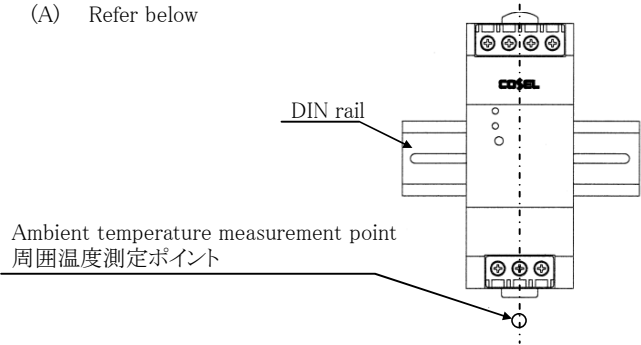 (A) Refer below
COSEL
DIN rail
Ambient temperature measurement point
周囲温度測定ポイント